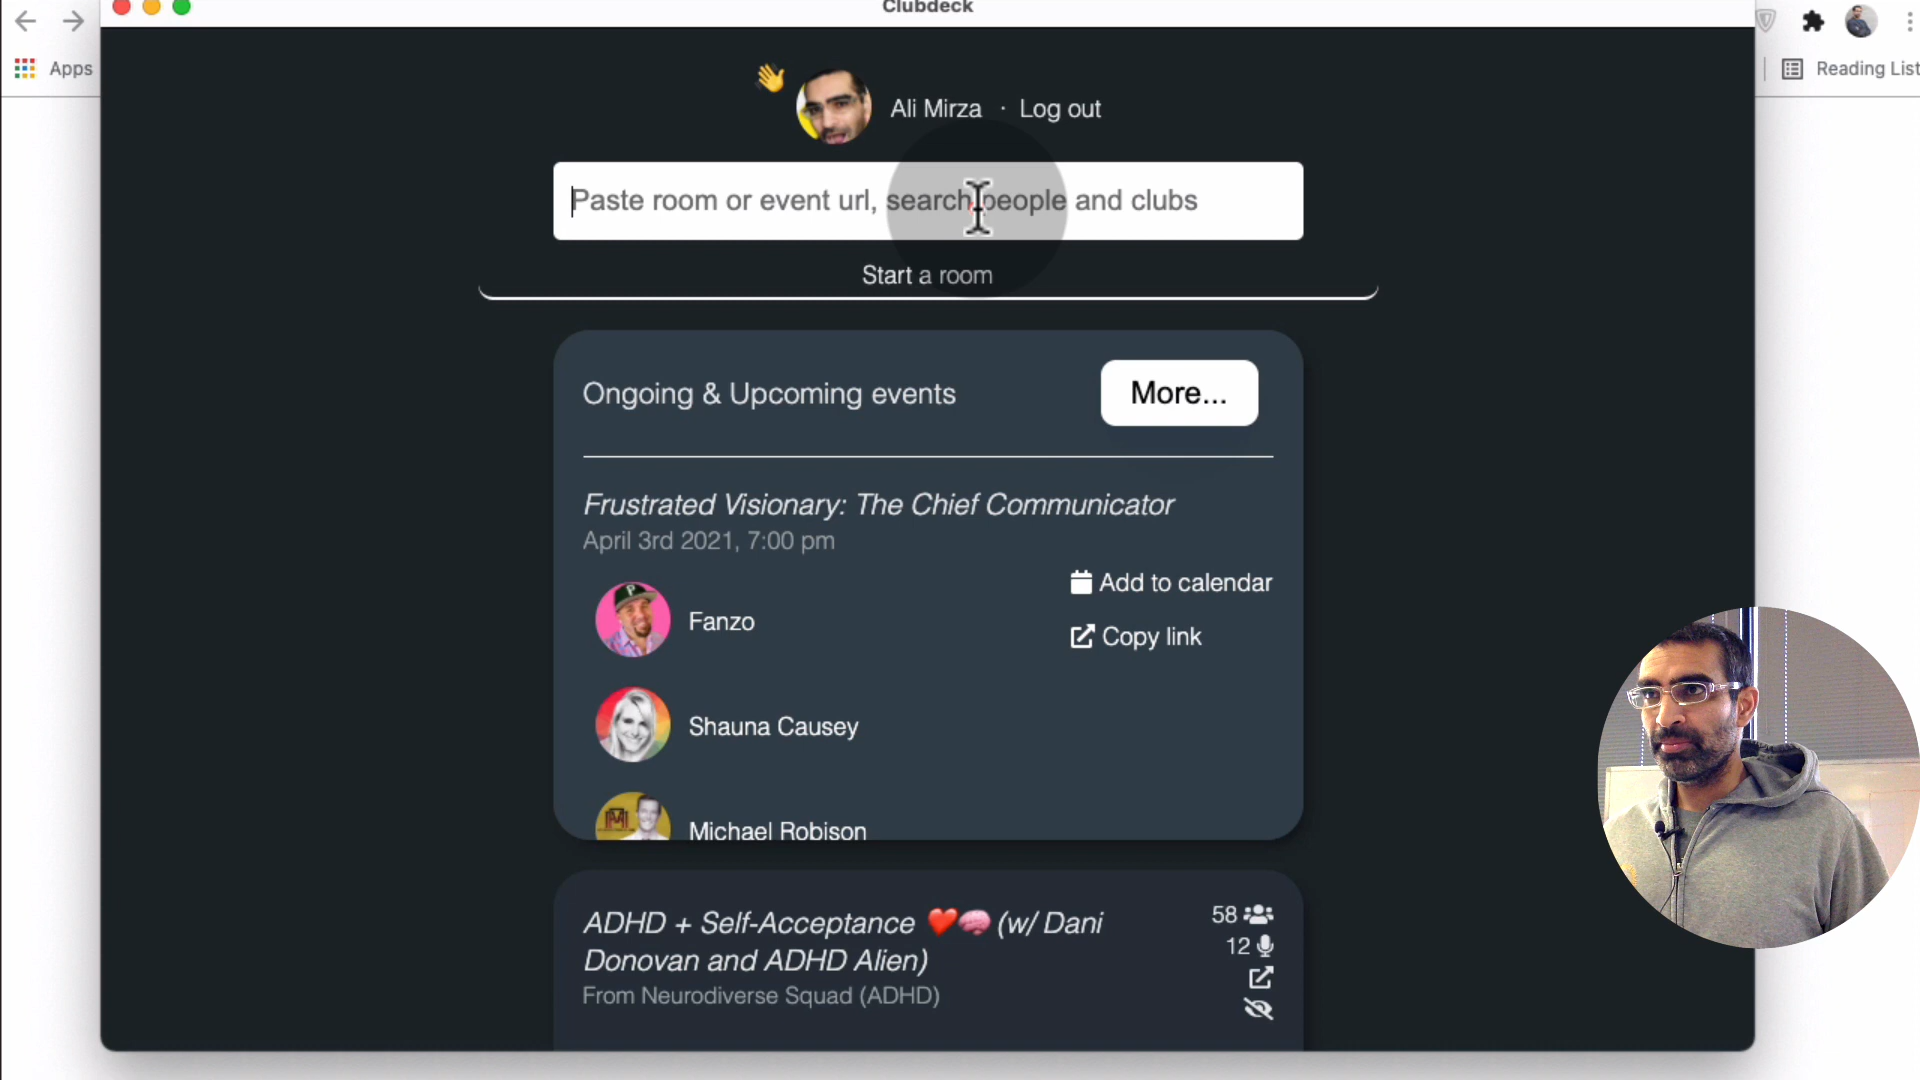 Clubdeck
Apps
Reading List
Ali Mirza · Log out
Paste room or event url, search people and clubs
Start a room
Ongoing & Upcoming events
More...
Frustrated Visionary: The Chief Communicator
April 3rd 2021, 7:00 pm
Add to calendar
Fanzo
Copy link
Shauna Causey
Michael Robison
ADHD + Self-Acceptance ❤️🧠 (w/ Dani
Donovan and ADHD Alien)
From Neurodiverse Squad (ADHD)
58
12